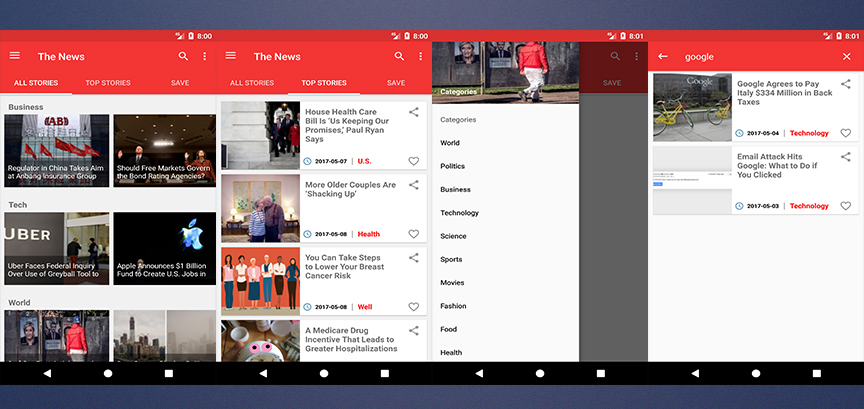 8:00
The News
ALL STORIES TOP STORIES SAVE
Business
Regulator in China Takes Aim
at Anbang Insurance Group
Should Free Markets Govern
the Bond Rating Agencies?
Tech
UBER
Uber Faces Federal Inquiry
Over Use of Greyball Tool to
Apple Announces $1 Billion
Fund to Create U.S. Jobs in
World
8:00
The News
ALL STORIES TOP STORIES SAVE
House Health Care
Bill Is ‘Us Keeping Our
Promises,’ Paul Ryan
Says
2017-05-07 | U.S.
More Older Couples Are
‘Shacking Up’
2017-05-08 | Health
You Can Take Steps
to Lower Your Breast
Cancer Risk
2017-05-08 | Well
A Medicare Drug
Incentive That Leads to
Greater Hospitalizations
8:01
SAVE
Categories
Categories
World
Politics
Business
Technology
Science
Sports
Movies
Fashion
Food
Health
8:01
google
Google
Google Agrees to Pay
Italy $334 Million in Back
Taxes
2017-05-04 | Technology
Email Attack Hits
Google: What to Do if
You Clicked
2017-05-03 | Technology